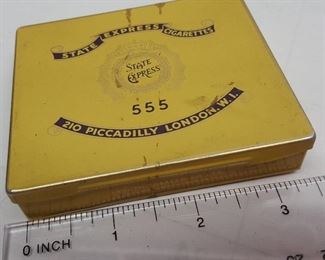 STATE EXPRESS CIGARETTES
STATE
EXPRESS
555
210 PICCADILLY LONDON, W.1.
0 INCH 1 2 3